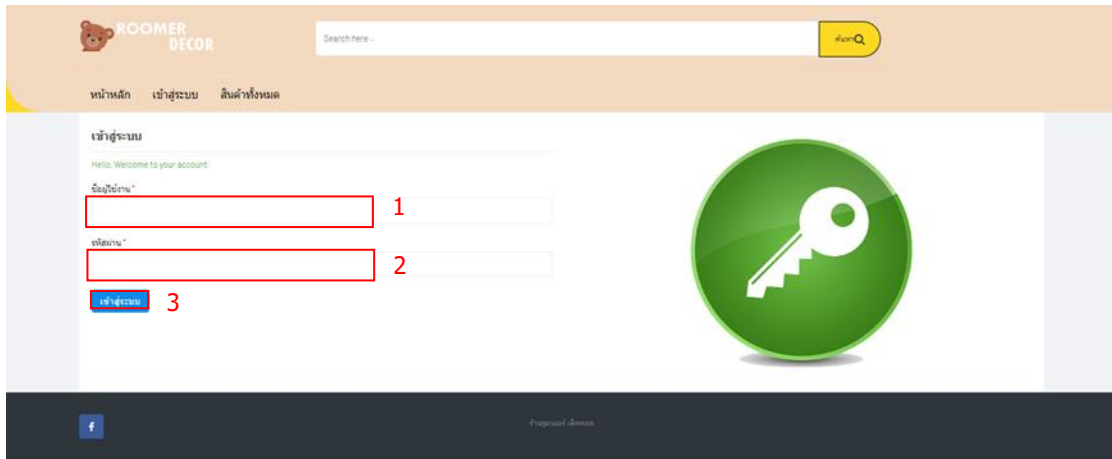 ROOMER
DECOR
Search here...
ค้นหา
หน้าหลัก เข้าสู่ระบบ สินค้าทั้งหมด
เข้าสู่ระบบ
Hello, Welcome to your account.
ชื่อผู้ใช้งาน*
1
รหัสผ่าน*
2
เข้าสู่ระบบ
3
f